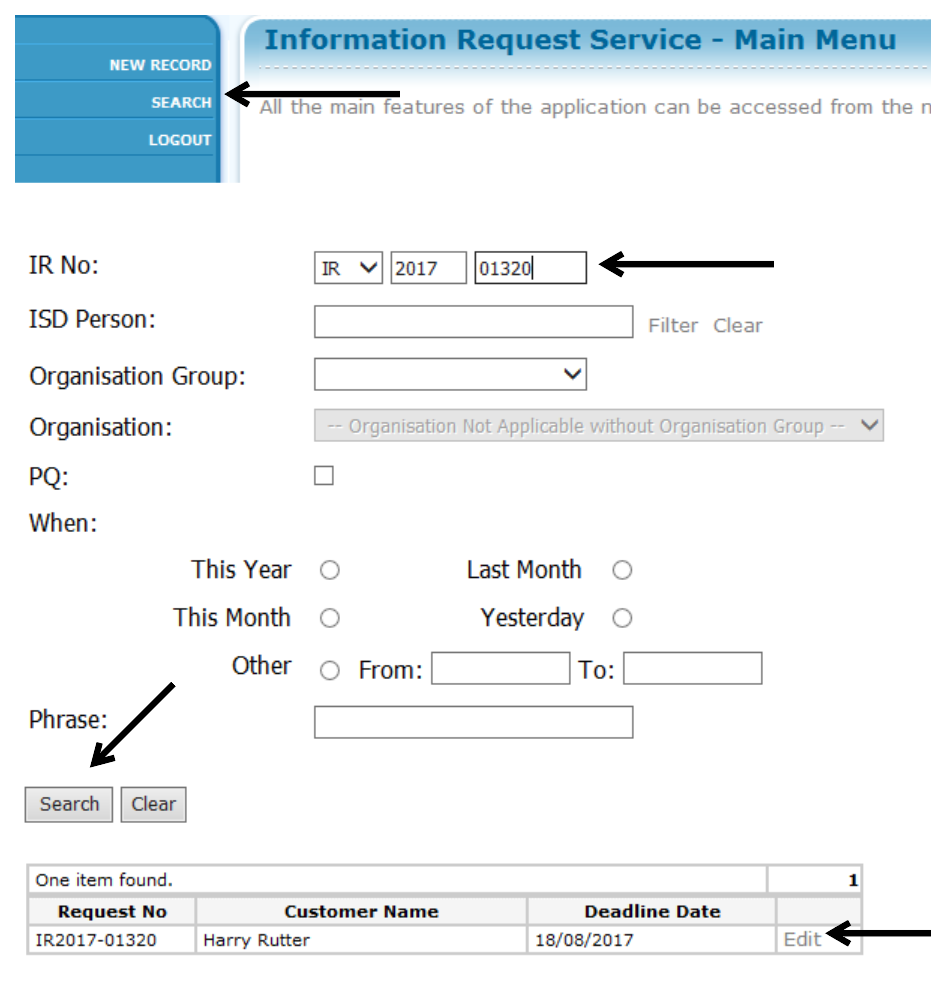 Information Request Service - Main Menu
NEW RECORD
SEARCH
All the main features of the application can be accessed from the
LOGOUT
IR No: IR 2017 01320
ISD Person: Filter Clear
Organisation Group:
Organisation: -- Organisation Not Applicable without Organisation Group --
PQ:
When:
This Year Last Month
This Month Yesterday
Other From: To:
Phrase:
Search Clear
One item found. 1
Request No Customer Name Deadline Date
IR2017-01320 Harry Rutter 18/08/2017 Edit